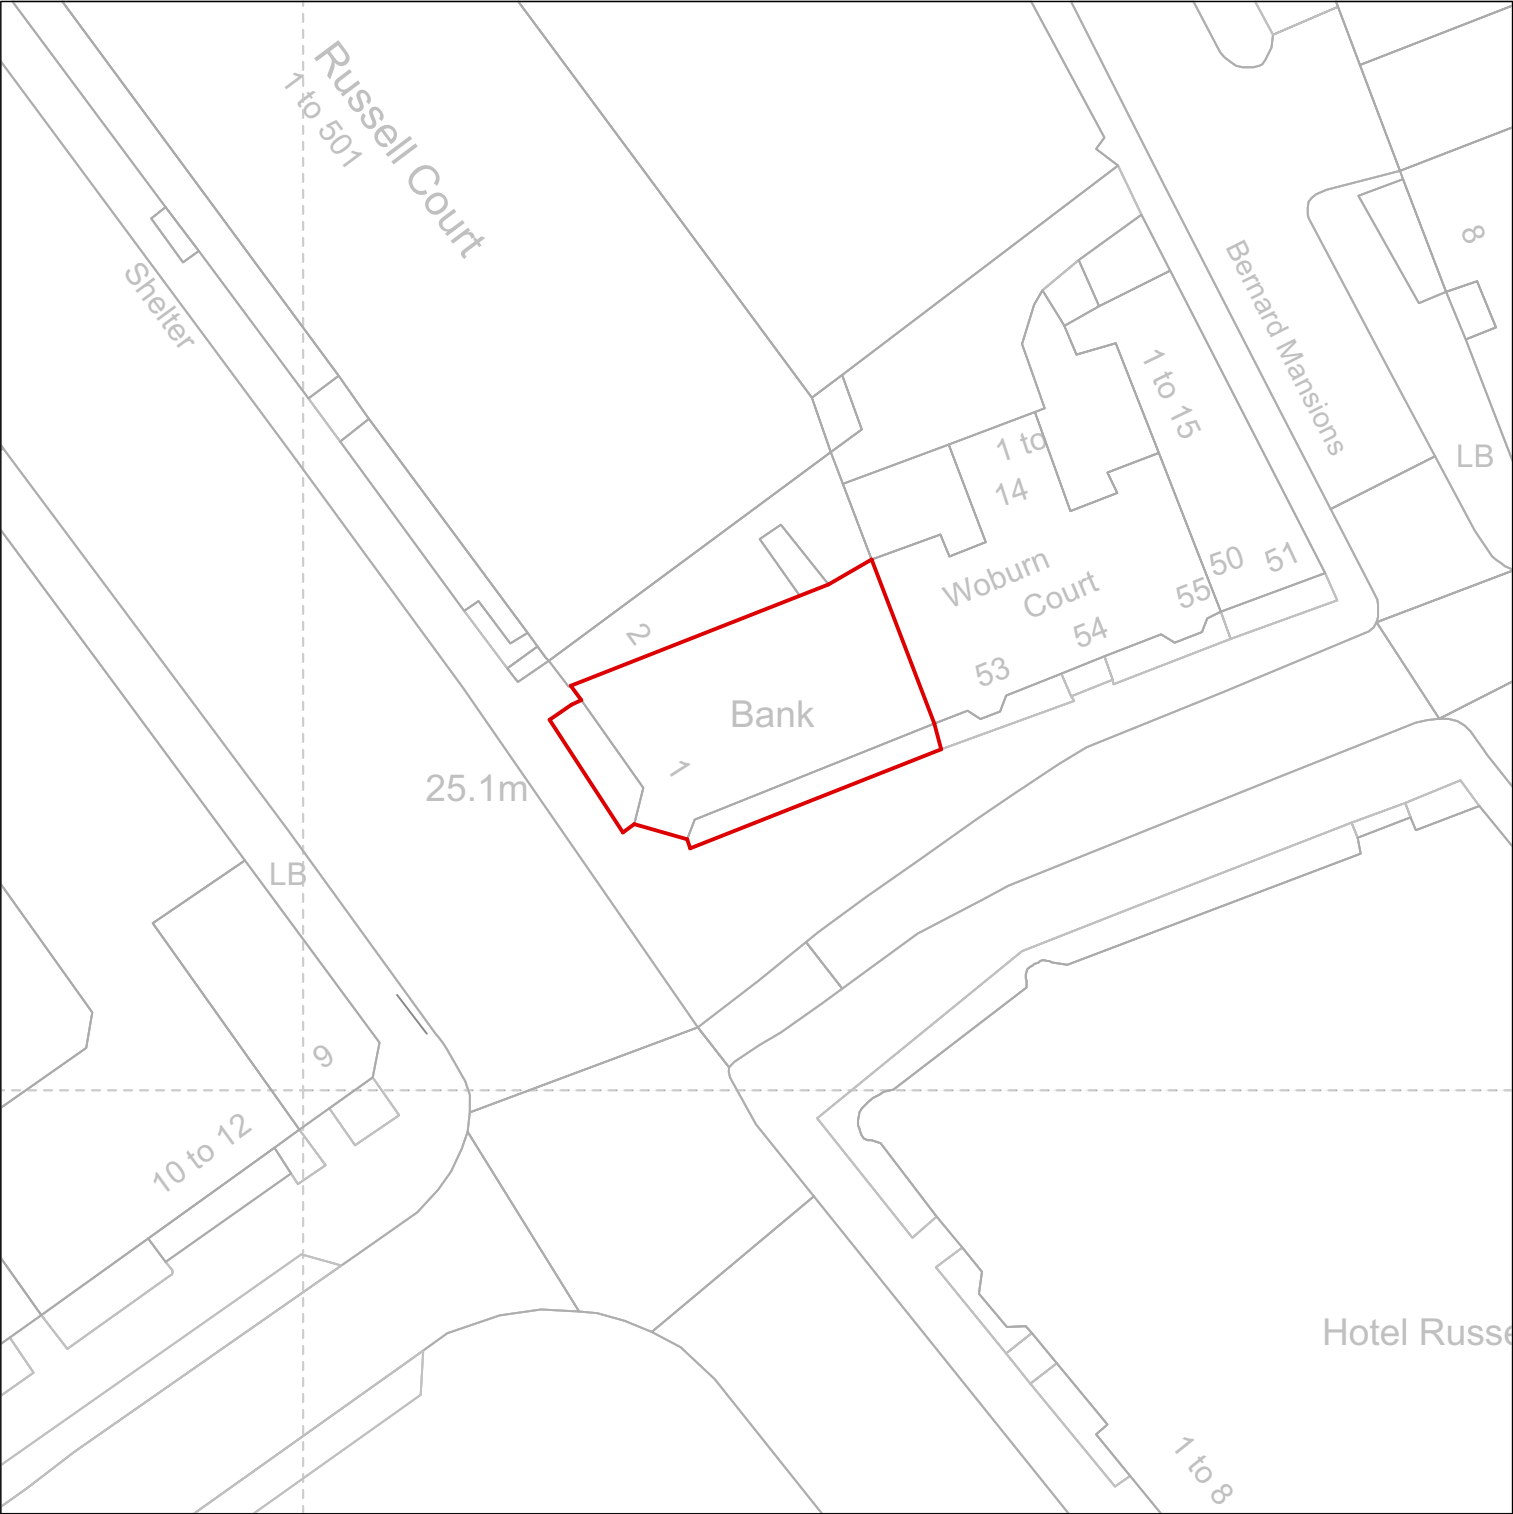 Russell Court
1 to 501
Shelter
8
Bernard Mansions
1 to 15
LB
1 to
14
Woburn
Court
50
51
55
54
53
2
Bank
1
25.1m
LB
9
10 to 12
Hotel Russe
1 to 8